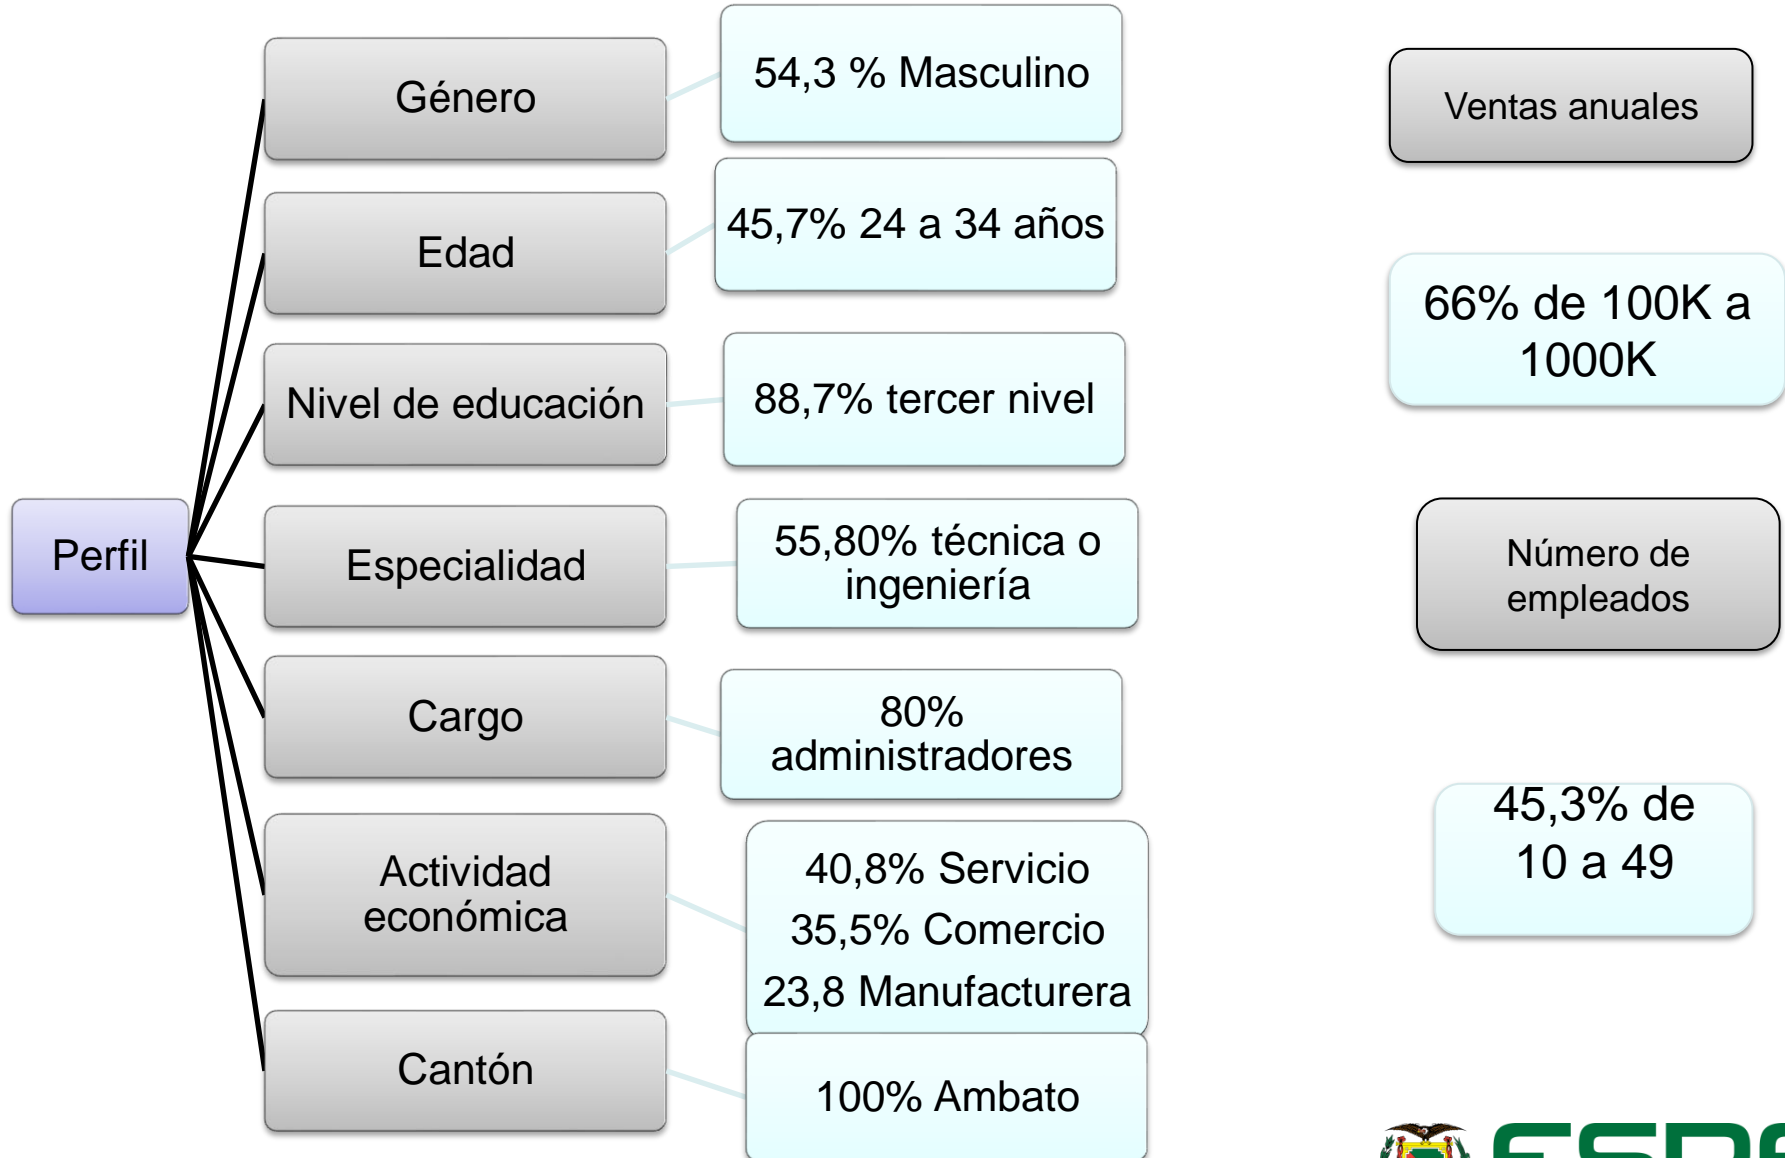 Perfil
Género
54,3 % Masculino
Edad
45,7% 24 a 34 años
Nivel de educación
88,7% tercer nivel
Especialidad
55,80% técnica o
ingeniería
Cargo
80%
administradores
Actividad
económica
40,8% Servicio
35,5% Comercio
23,8 Manufacturera
Cantón
100% Ambato
Ventas anuales
66% de 100K a
1000K
Número de
empleados
45,3% de
10 a 49